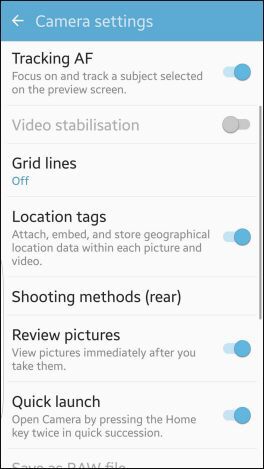 Camera settings
Tracking AF
Focus on and track a subject selected
on the preview screen.
Video stabilisation
Grid lines
Off
Location tags
Attach, embed, and store geographical
location data within each picture and
video.
Shooting methods (rear)
Review pictures
View pictures immediately after you
take them.
Quick launch
Open Camera by pressing the Home
key twice in quick succession.
Save as RAW file